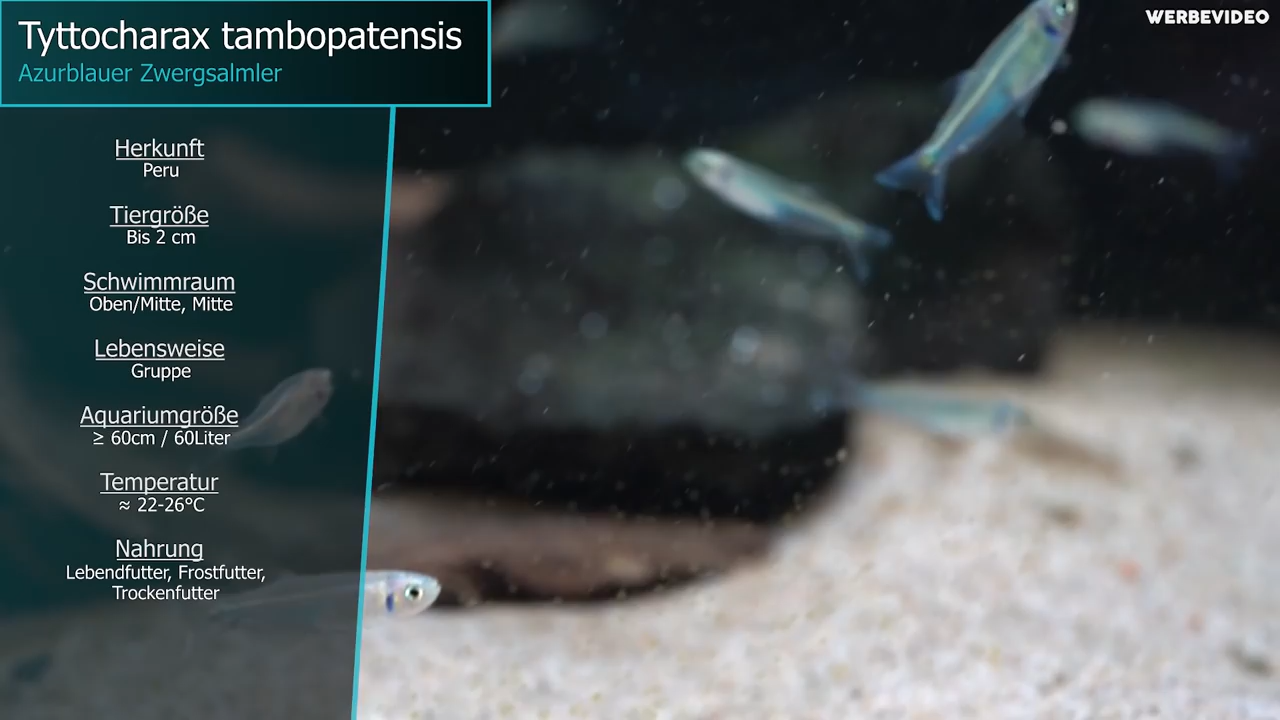 Tyttocharax tambopatensis
Azurblauer Zwergsalmler
WERBEVIDEO
Herkunft
Peru
Tiergröße
Bis 2 cm
Schwimmraum
Oben/Mitte, Mitte
Lebensweise
Gruppe
Aquariumgröße
≥ 60cm / 60Liter
Temperatur
≈ 22-26°C
Nahrung
Lebendfutter, Frostfutter,
Trockenfutter